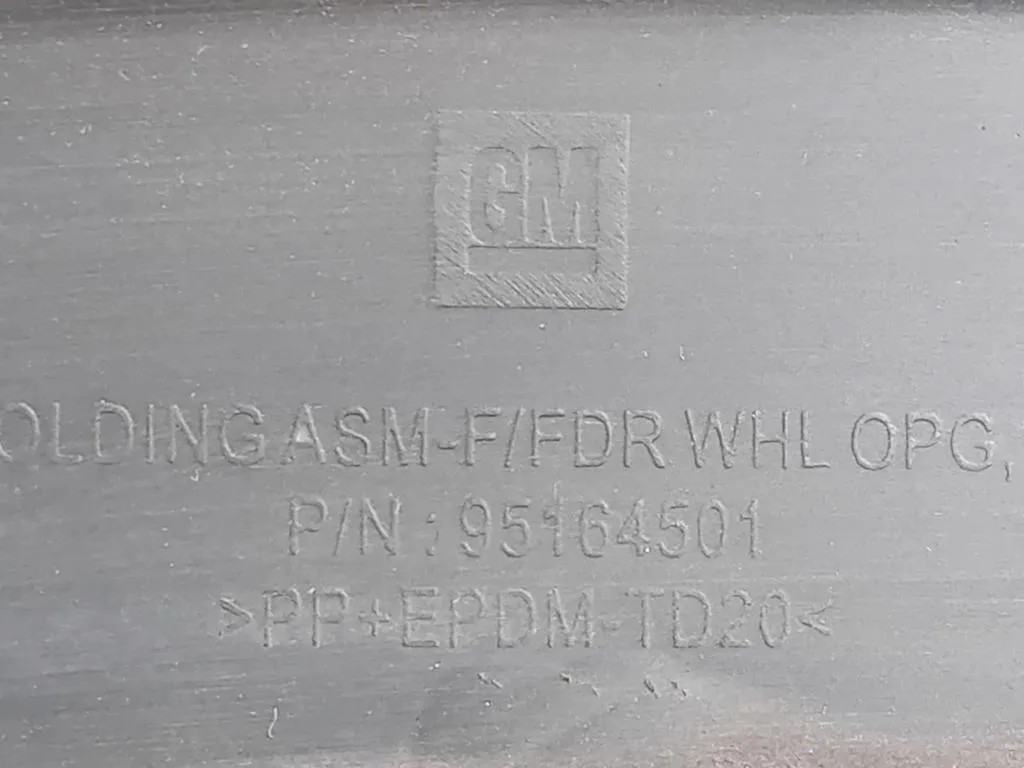 GM
OLDING ASM-F/FDR WHL OPG,
P/N : 95164501
>PP+EPDM-TD20<